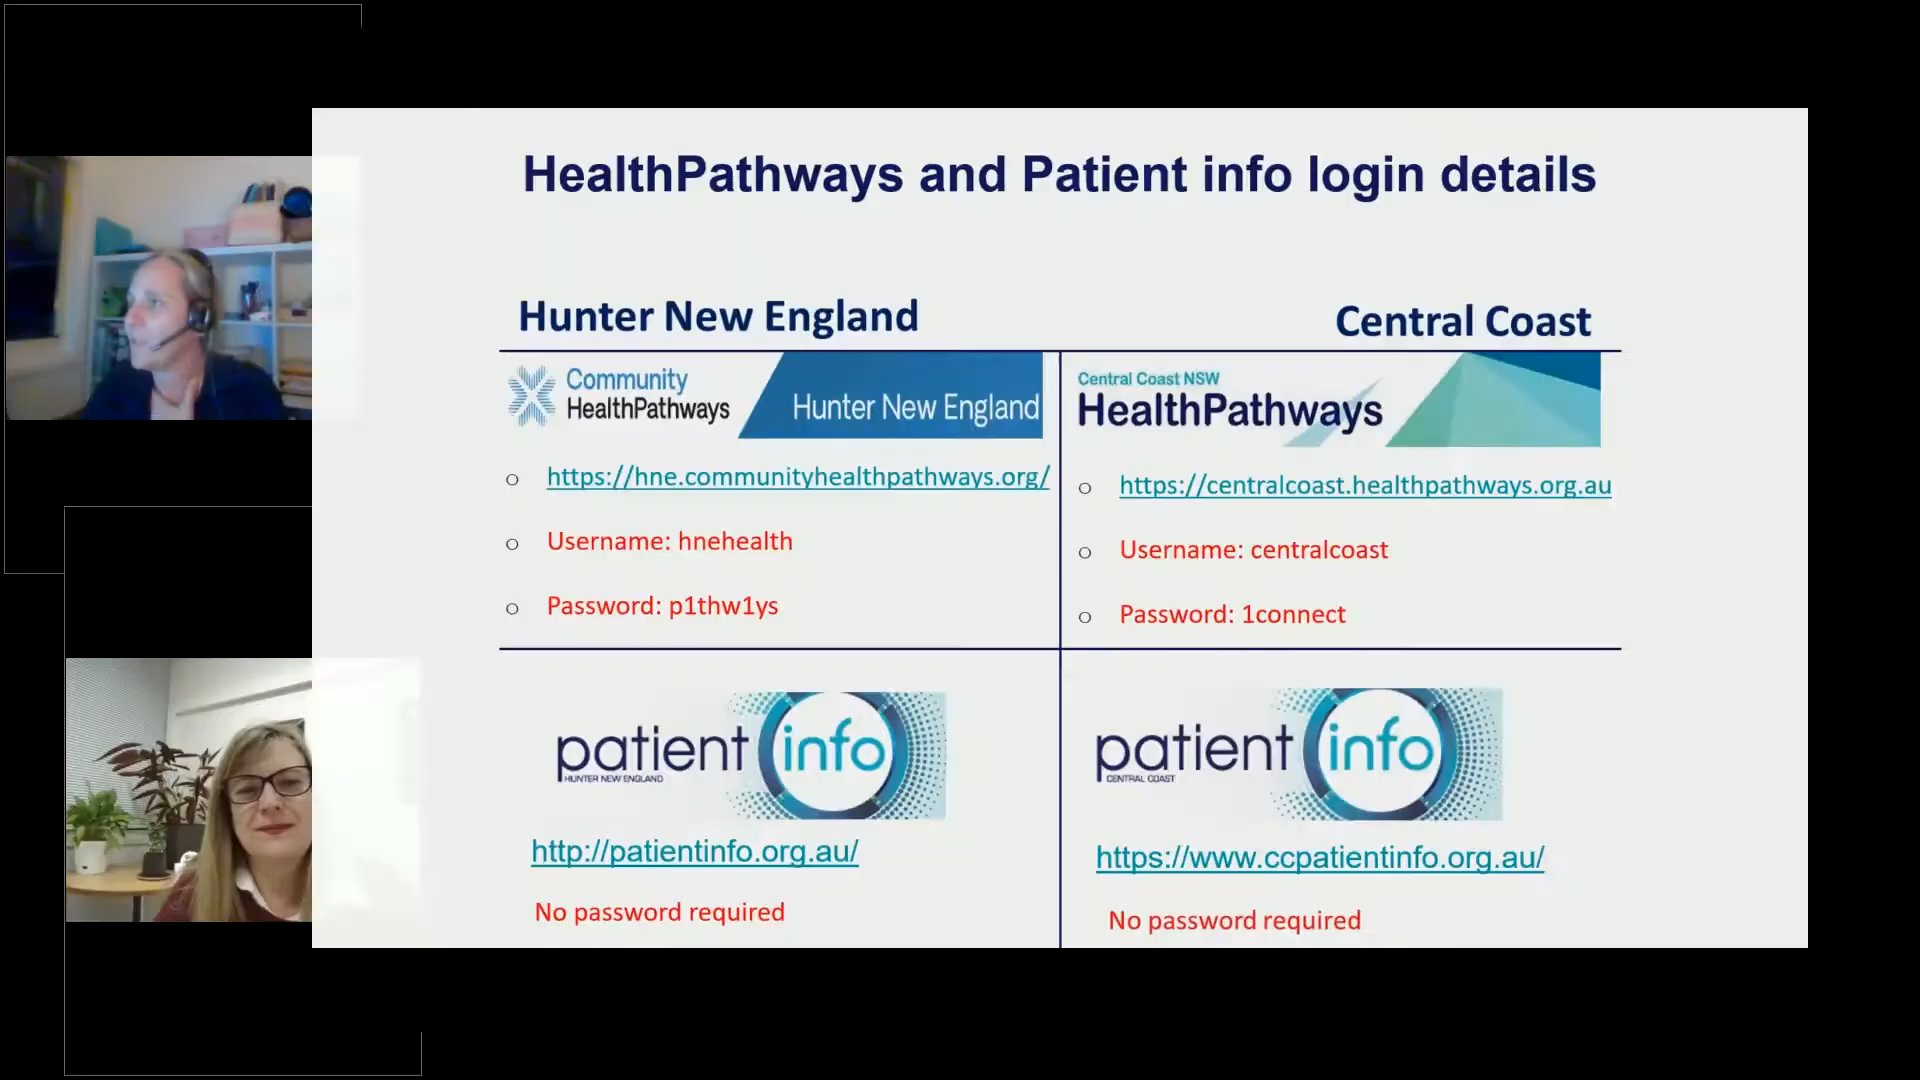 HealthPathways and Patient info login details
Hunter New England
Central Coast
Community
HealthPathways
Hunter New England
Central Coast NSW
HealthPathways
https://hne.communityhealthpathways.org/
Username: hnehealth
Password: p1thw1ys
https://centralcoast.healthpathways.org.au
Username: centralcoast
Password: 1connect
patient info
HUNTER NEW ENGLAND
http://patientinfo.org.au/
No password required
patient info
CENTRAL COAST
https://www.ccpatientinfo.org.au/
No password required